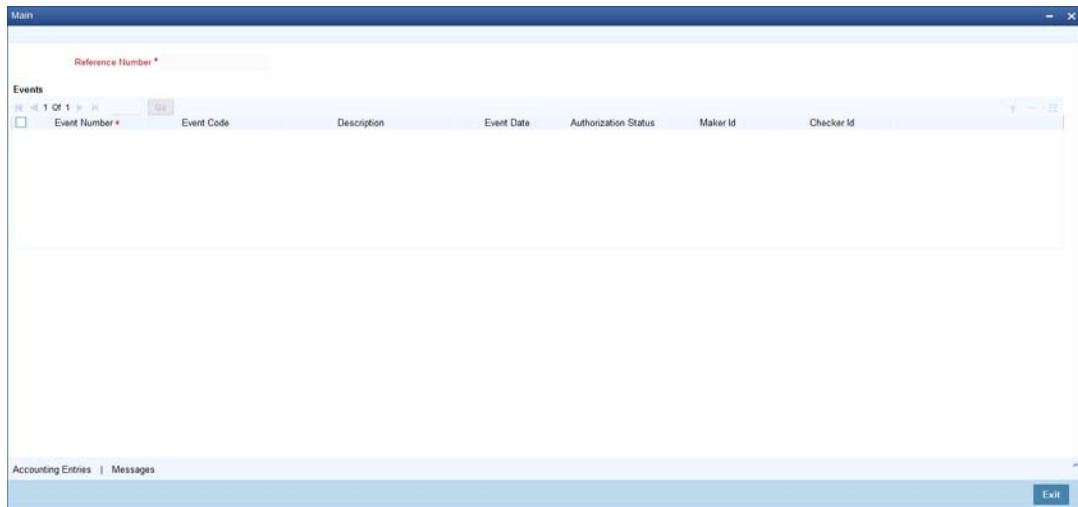 Main
Reference Number *
Events
1 Of 1 Go
Event Number * Event Code Description Event Date Authorization Status Maker Id Checker Id
Accounting Entries | Messages
Exit